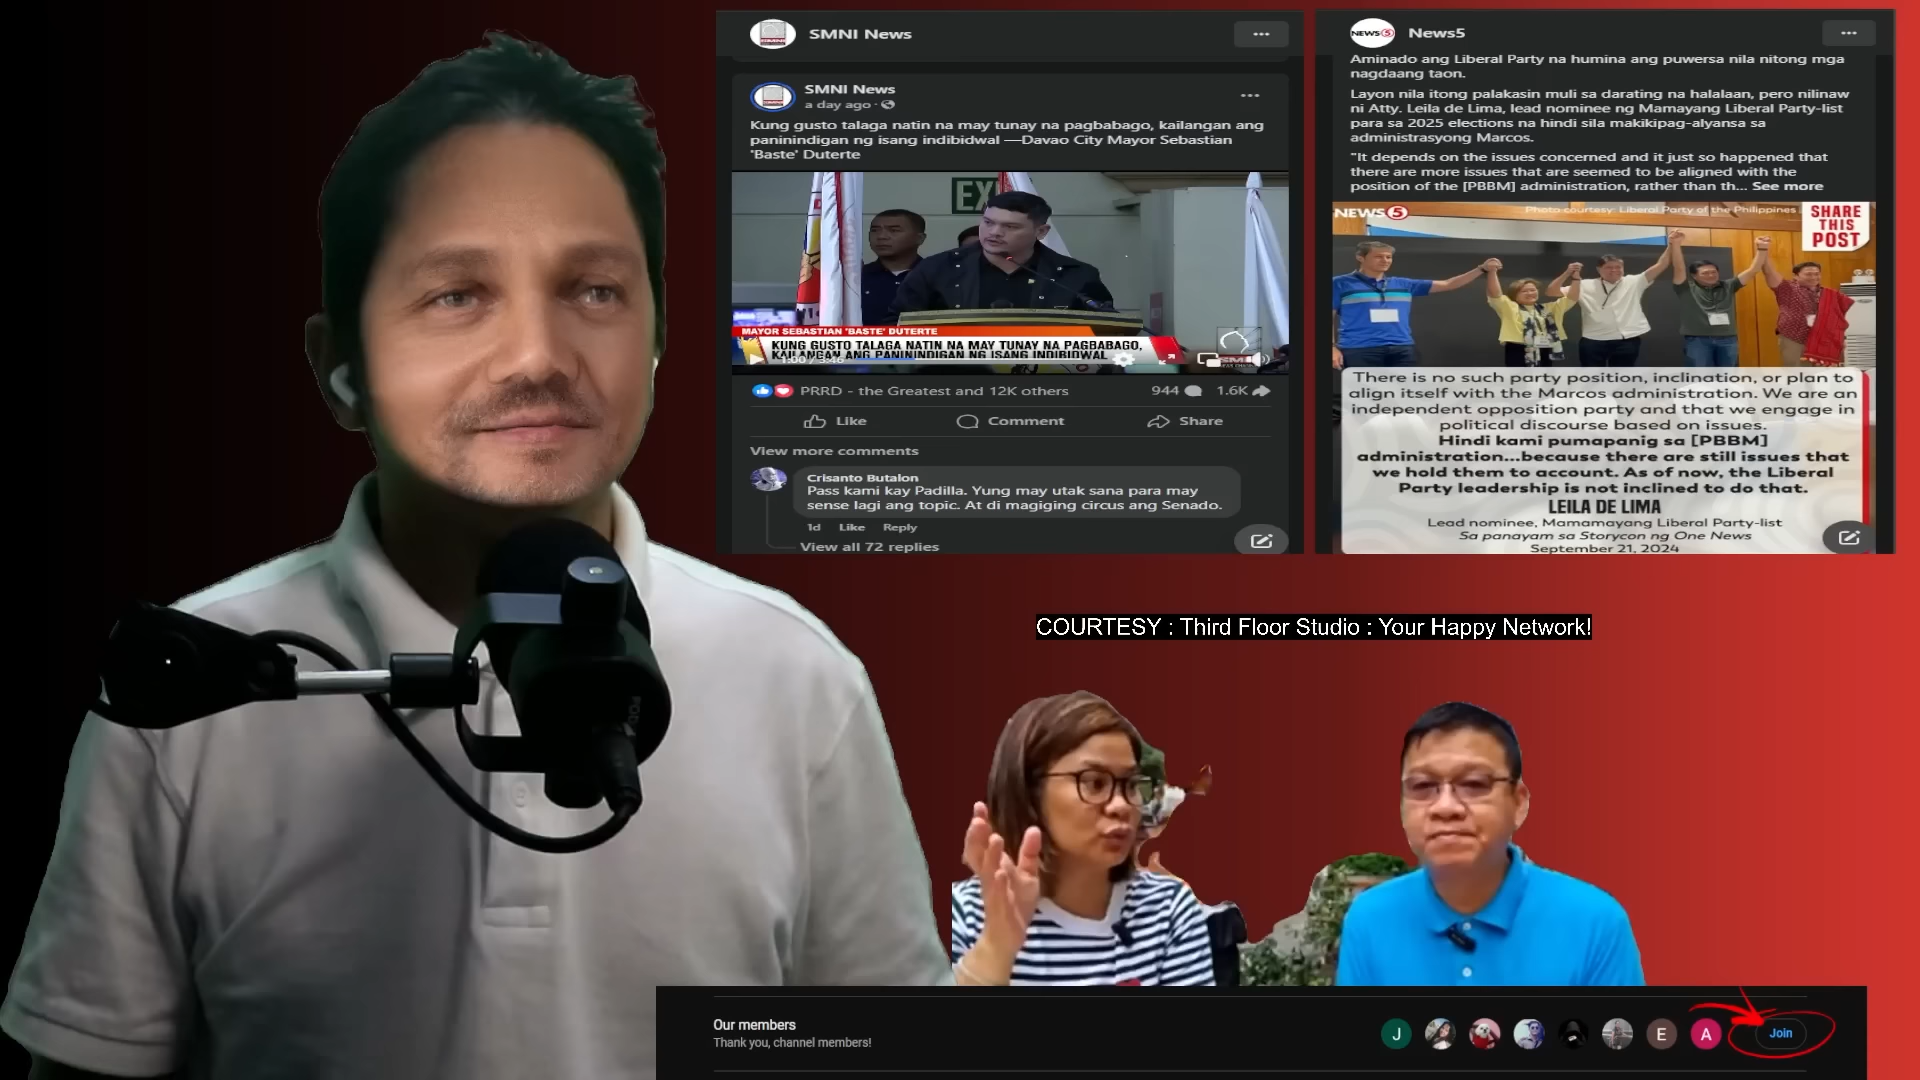 SMNI News
...
SMNI News
a day ago ·
...
Kung gusto talaga natin na may tunay na pagbabago, kailangan ang
paninindigan ng isang indibidwal —Davao City Mayor Sebastian
'Baste' Duterte
EXI
MAYOR SEBASTIAN 'BASTE' DUTERTE
KUNG GUSTO TALAGA NATIN NA MAY TUNAY NA PAGBABAGO,
KAILANGAN ANG PANININDIGAN NG ISANG INDIBIDWAL
1:00 / 3:46
PRRD - the Greatest and 12K others
944 1.6K
Like Comment Share
View more comments
Crisanto Butalon
Pass kami kay Padilla. Yung may utak sana para may
sense lagi ang topic. At di magiging circus ang Senado.
1d Like Reply
View all 72 replies
NEWS5
News5
...
Aminado ang Liberal Party na humina ang puwersa nila nitong mga
nagdaang taon.
Layon nila itong palakasin muli sa darating na halalaan, pero nilinaw
ni Atty. Leila de Lima, lead nominee ng Mamayang Liberal Party-list
para sa 2025 elections na hindi sila makikipag-alyansa sa
administrasyong Marcos.
"It depends on the issues concerned and it just so happened that
there are more issues that are seemed to be aligned with the
position of the [PBBM] administration, rather than th... See more
NEWS5
Photo courtesy: Liberal Party of the Philippines
SHARE
THIS
POST
There is no such party position, inclination, or plan to
align itself with the Marcos administration. We are an
independent opposition party and that we engage in
political discourse based on issues.
Hindi kami pumapanig sa [PBBM]
administration...because there are still issues that
we hold them to account. As of now, the Liberal
Party leadership is not inclined to do that.
LEILA DE LIMA
Lead nominee, Mamamayang Liberal Party-list
Sa panayam sa Storycon ng One News
September 21, 2024
COURTESY : Third Floor Studio : Your Happy Network!
Our members
Thank you, channel members!
J
E
A
Join